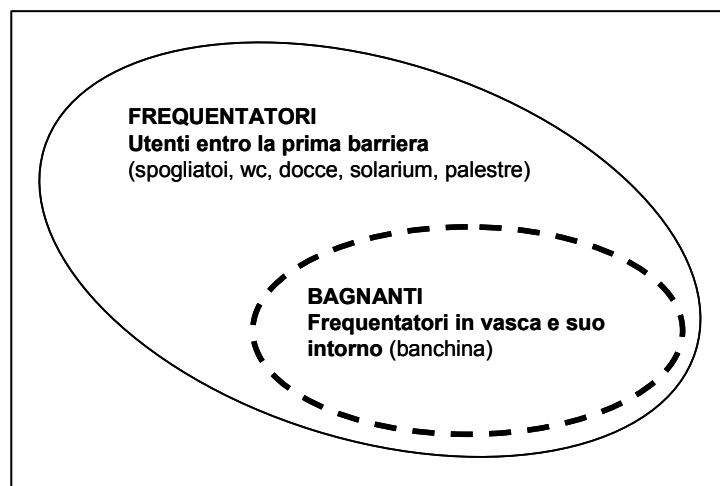 FREQUENTATORI
Utenti entro la prima barriera
(spogliatoi, wc, docce, solarium, palestre)
BAGNANTI
Frequentatori in vasca e suo
intorno (banchina)